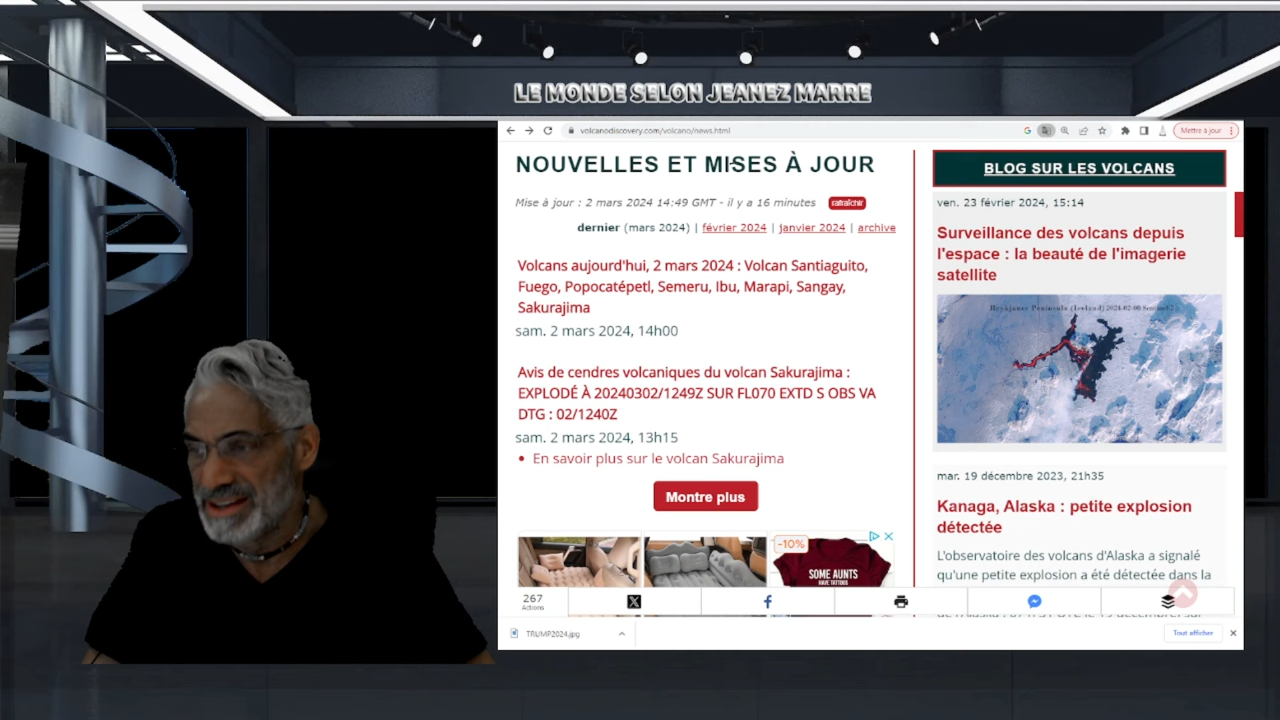 LE MONDE SELON JEANEZ MARRE
volcanodiscovery.com/volcano/news.html
Mettre à jour
NOUVELLES ET MISES À JOUR
Mise à jour : 2 mars 2024 14:49 GMT - il y a 16 minutes
rafraîchir
dernier (mars 2024) | février 2024 | janvier 2024 | archive
Volcans aujourd'hui, 2 mars 2024 : Volcan Santiaguito,
Fuego, Popocatépetl, Semeru, Ibu, Marapi, Sangay,
Sakurajima
sam. 2 mars 2024, 14h00
Avis de cendres volcaniques du volcan Sakurajima :
EXPLODÉ À 20240302/1249Z SUR FL070 EXTD S OBS VA
DTG : 02/1240Z
sam. 2 mars 2024, 13h15
• En savoir plus sur le volcan Sakurajima
Montre plus
-10%
SOME AUNTS
HAVE TATTOOS
267
Actions
BLOG SUR LES VOLCANS
ven. 23 février 2024, 15:14
Surveillance des volcans depuis
l'espace : la beauté de l'imagerie
satellite
mar. 19 décembre 2023, 21h35
Kanaga, Alaska : petite explosion
détectée
L'observatoire des volcans d'Alaska a signalé
qu'une petite explosion a été détectée dans la
TRUMP2024.jpg
Tout afficher